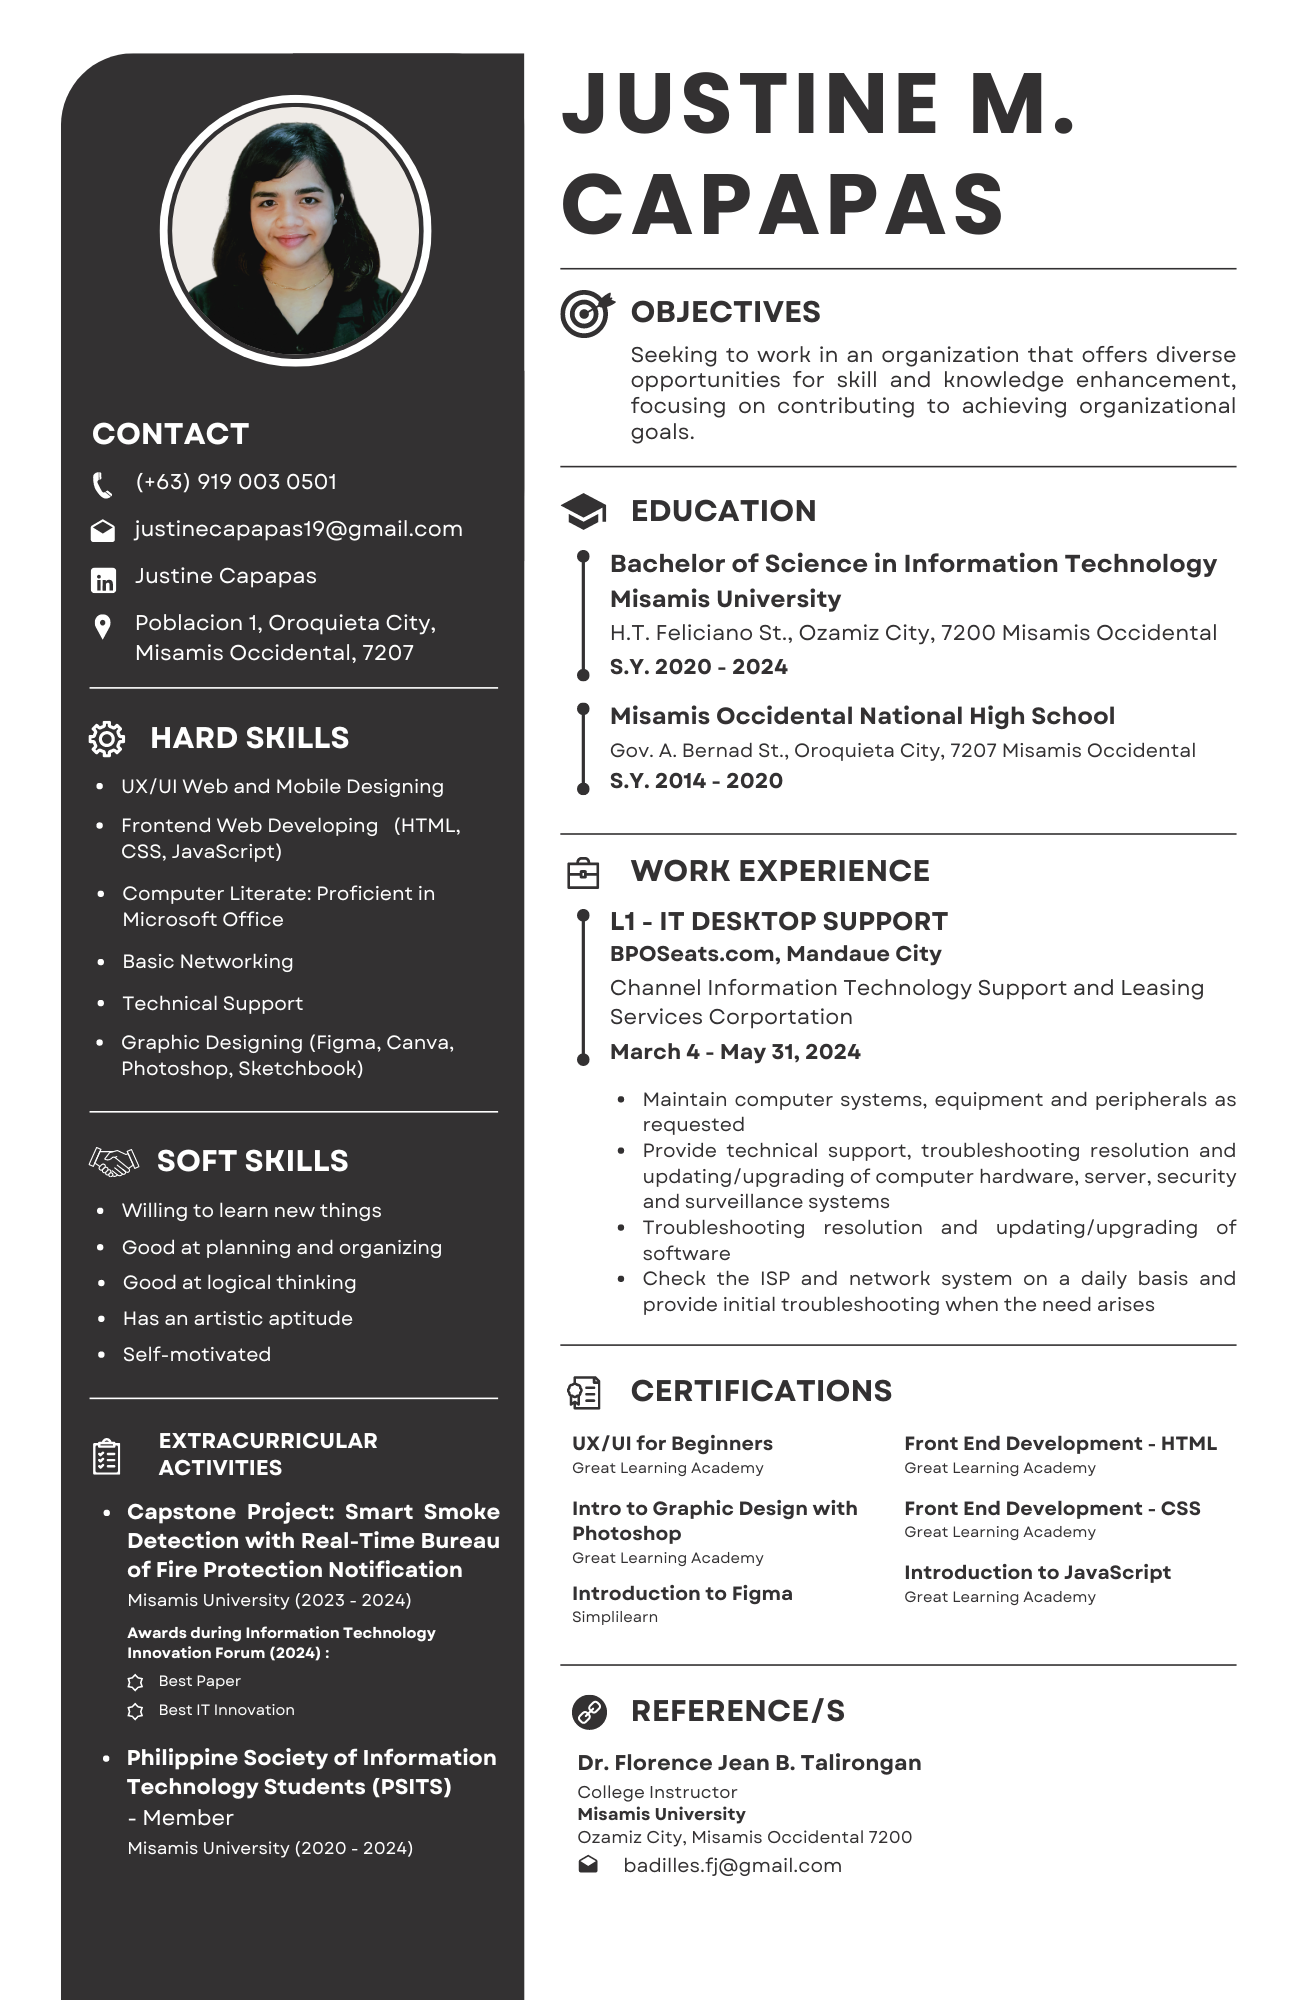 JUSTINE M.
CAPAPAS
CONTACT
(+63) 919 003 0501
justinecapapas19@gmail.com
in
Justine Capapas
Poblacion 1, Oroquieta City,
Misamis Occidental, 7207
HARD SKILLS
• UX/UI Web and Mobile Designing
• Frontend Web Developing (HTML,
CSS, JavaScript)
• Computer Literate: Proficient in
Microsoft Office
• Basic Networking
• Technical Support
• Graphic Designing (Figma, Canva,
Photoshop, Sketchbook)
SOFT SKILLS
• Willing to learn new things
• Good at planning and organizing
• Good at logical thinking
• Has an artistic aptitude
• Self-motivated
EXTRACURRICULAR
ACTIVITIES
• Capstone Project: Smart Smoke
Detection with Real-Time Bureau
of Fire Protection Notification
Misamis University (2023 - 2024)
Awards during Information Technology
Innovation Forum (2024) :
Best Paper
Best IT Innovation
• Philippine Society of Information
Technology Students (PSITS)
- Member
Misamis University (2020 - 2024)
OBJECTIVES
Seeking to work in an organization that offers diverse
opportunities for skill and knowledge enhancement,
focusing on contributing to achieving organizational
goals.
EDUCATION
Bachelor of Science in Information Technology
Misamis University
H.T. Feliciano St., Ozamiz City, 7200 Misamis Occidental
S.Y. 2020 - 2024
Misamis Occidental National High School
Gov. A. Bernad St., Oroquieta City, 7207 Misamis Occidental
S.Y. 2014 - 2020
WORK EXPERIENCE
L1 - IT DESKTOP SUPPORT
BPOSeats.com, Mandaue City
Channel Information Technology Support and Leasing
Services Corportation
March 4 - May 31, 2024
• Maintain computer systems, equipment and peripherals as
requested
• Provide technical support, troubleshooting resolution and
updating/upgrading of computer hardware, server, security
and surveillance systems
• Troubleshooting resolution and updating/upgrading of
software
• Check the ISP and network system on a daily basis and
provide initial troubleshooting when the need arises
CERTIFICATIONS
UX/UI for Beginners
Great Learning Academy
Intro to Graphic Design with
Photoshop
Great Learning Academy
Introduction to Figma
Simplilearn
Front End Development - HTML
Great Learning Academy
Front End Development - CSS
Great Learning Academy
Introduction to JavaScript
Great Learning Academy
REFERENCE/S
Dr. Florence Jean B. Talirongan
College Instructor
Misamis University
Ozamiz City, Misamis Occidental 7200
badilles.fj@gmail.com